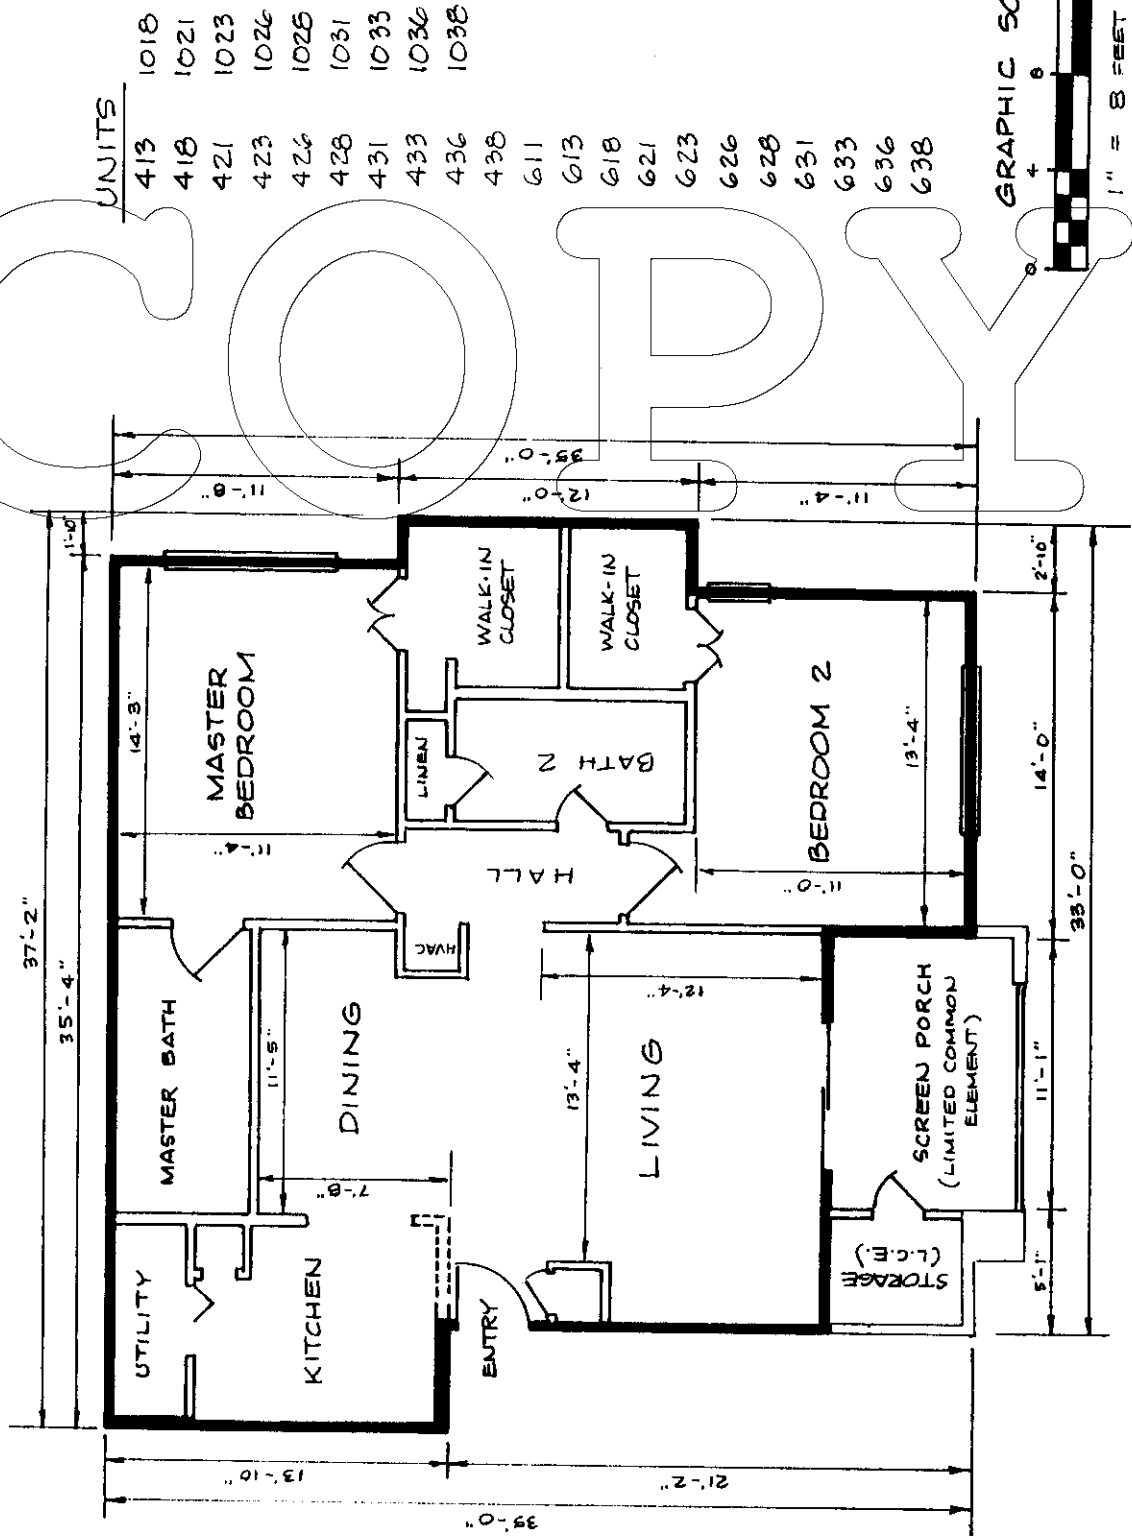 UNITS
413 1018
418 1021
421 1023
423 1026
426 1028
428 1031
431 1033
433 1036
436 1038
438
611
613
618
621
623
626
628
631
633
636
638
GRAPHIC SC
0 4 8
1" = 8 FEET
COPY
37'-2"
35'-4"
1'-10"
11'-8"
12'-0"
11'-4"
35'-0"
14'-3"
MASTER
BEDROOM
11'-4"
WALK-IN
CLOSET
WALK-IN
CLOSET
LINEN
BATH 2
BEDROOM 2
13'-4"
11'-0"
HALL
HVAC
MASTER BATH
11'-5"
DINING
7'-8"
13'-4"
12'-4"
LIVING
SCREEN PORCH
(LIMITED COMMON
ELEMENT)
STORAGE
(L.C.E.)
UTILITY
KITCHEN
ENTRY
2'-10"
14'-0"
11'-1"
5'-1"
33'-0"
13'-10"
21'-2"
35'-0"